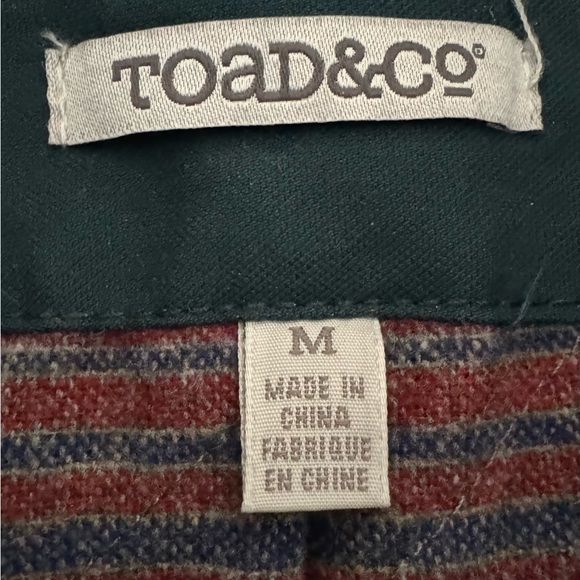 TOAD&CO®
M
MADE IN
CHINA
FABRIQUE
EN CHINE